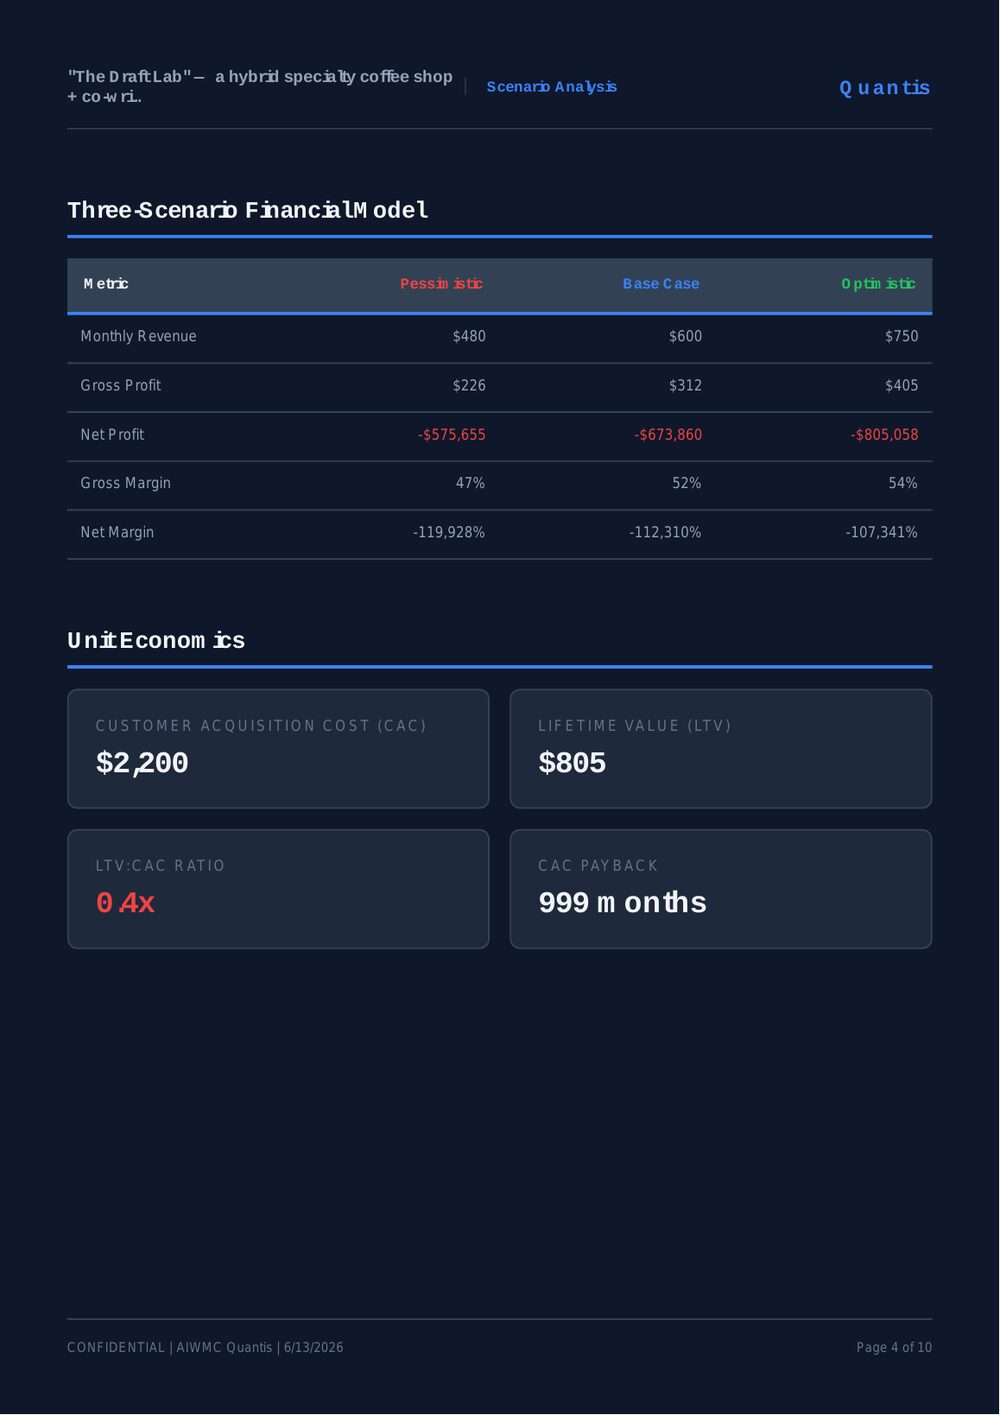 "The Draft Lab" — a hybrid specialty coffee shop
+ co-wri...
Scenario Analysis
Quantis
Three-Scenario Financial Model
Metric Pessimistic Base Case Optimistic
Monthly Revenue $480 $600 $750
Gross Profit $226 $312 $405
Net Profit -$575,655 -$673,860 -$805,058
Gross Margin 47% 52% 54%
Net Margin -119,928% -112,310% -107,341%
Unit Economics
CUSTOMER ACQUISITION COST (CAC)
$2,200
LIFETIME VALUE (LTV)
$805
LTV:CAC RATIO
0.4x
CAC PAYBACK
999 months
CONFIDENTIAL | AIWMC Quantis | 6/13/2026
Page 4 of 10